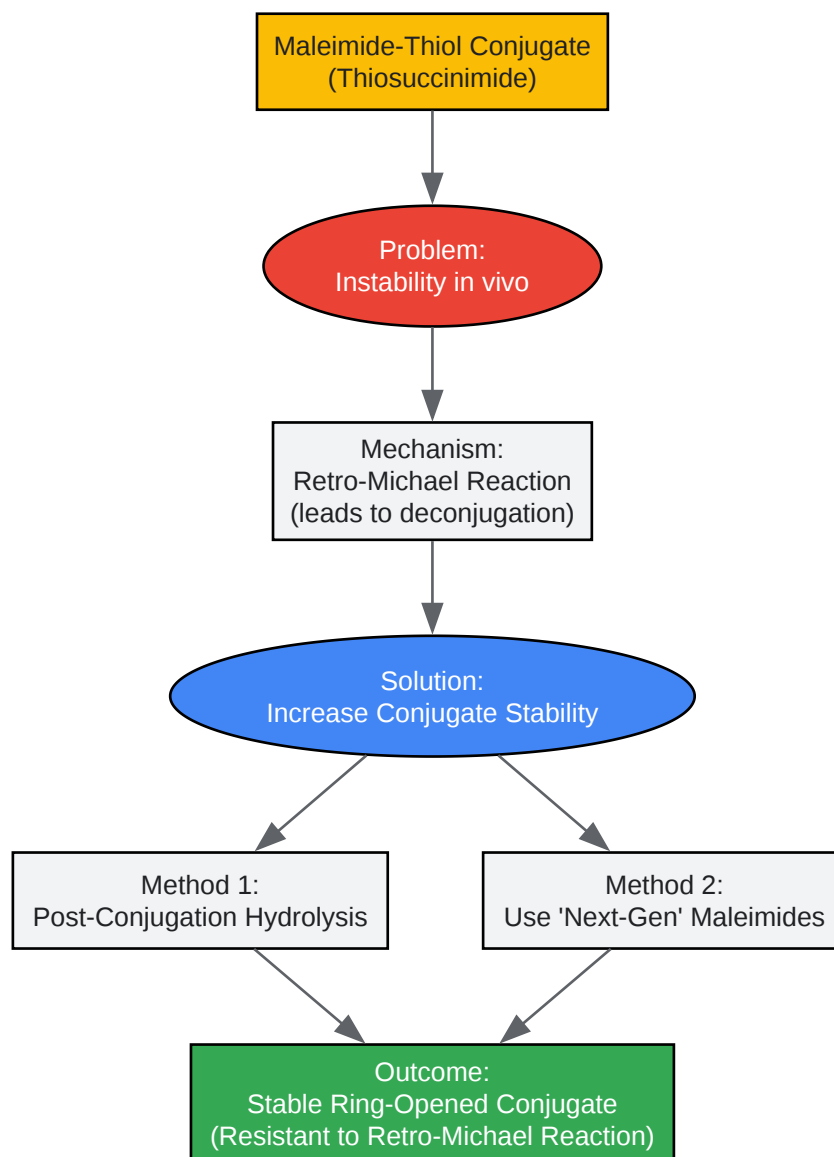 Maleimide-Thiol Conjugate
(Thiosuccinimide)
Problem:
Instability in vivo
Mechanism:
Retro-Michael Reaction
(leads to deconjugation)
Solution:
Increase Conjugate Stability
Method 1:
Post-Conjugation Hydrolysis
Method 2:
Use 'Next-Gen' Maleimides
Outcome:
Stable Ring-Opened Conjugate
(Resistant to Retro-Michael Reaction)